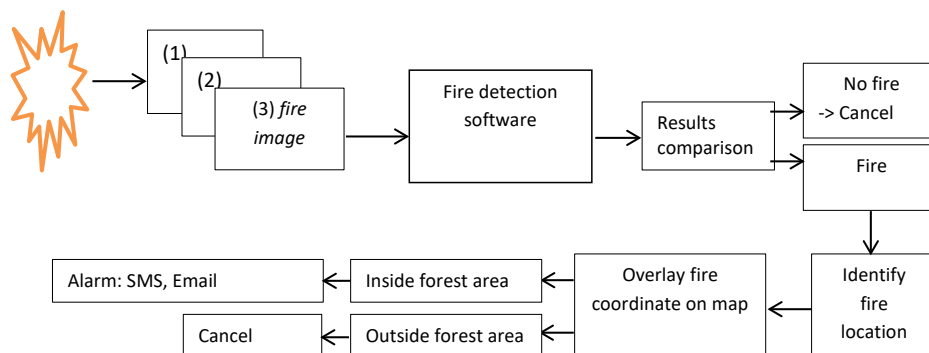 (1)
(2)
(3) fire
image
Fire detection
software
Results
comparison
No fire
-> Cancel
Fire
Identify
fire
location
Overlay fire
coordinate on map
Inside forest area
Alarm: SMS, Email
Outside forest area
Cancel